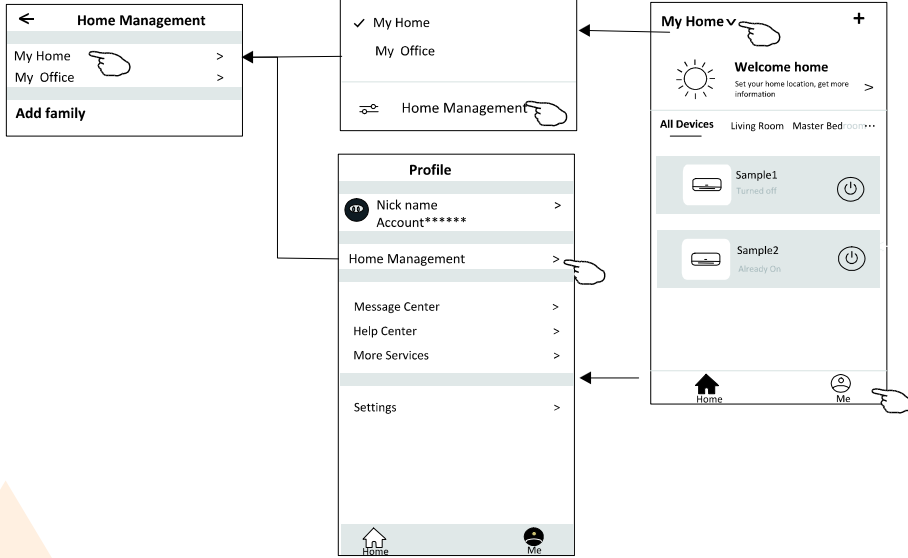 Home Management
My Home >
My Office >
Add family
My Home
My Office
Home Management
Profile
Nick name >
Account******
Home Management >
Message Center >
Help Center >
More Services >
Settings >
Home
Me
My Home
+
Welcome home
Set your home location, get more >
information
All Devices Living Room Master Bedroom...
Sample1
Turned off
Sample2
Already On
Home
Me